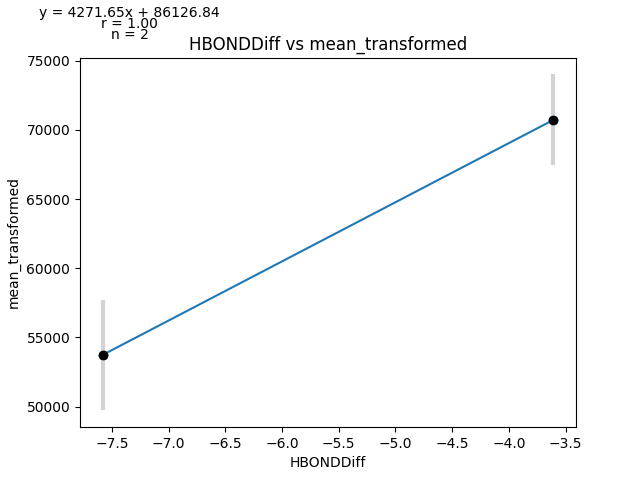 y = 4271.65x + 86126.84
r = 1.00
n = 2
HBONDDiff vs mean_transformed
75000
70000
65000
60000
55000
50000
mean_transformed
−7.5 −7.0 −6.5 −6.0 −5.5 −5.0 −4.5 −4.0 −3.5
HBONDDiff